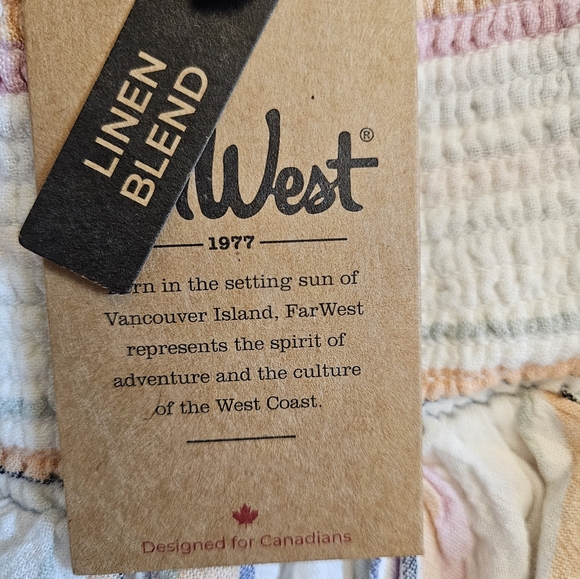 LINEN
BLEND
West®
1977
rn in the setting sun of
Vancouver Island, FarWest
represents the spirit of
adventure and the culture
of the West Coast.
Designed for Canadians